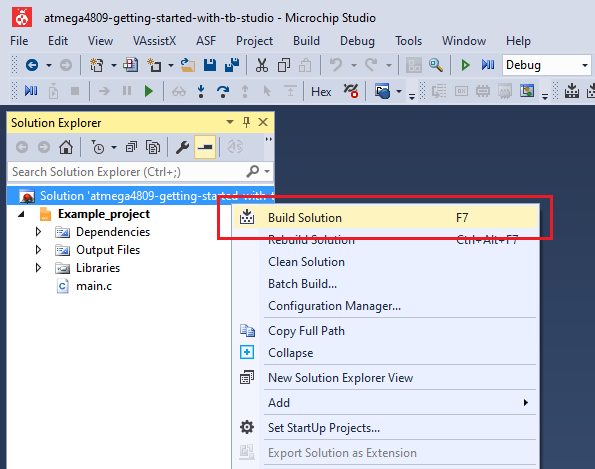 atmega4809-getting-started-with-tb-studio - Microchip Studio
File Edit View VAssistX ASF Project Build Debug Tools Window Help
Debug
Hex
Solution Explorer
Search Solution Explorer (Ctrl+;)
Solution 'atmega4809-getting-started-with-t
Example_project
Dependencies
Output Files
Libraries
main.c
Build Solution F7
Rebuild Solution Ctrl+Alt+F7
Clean Solution
Batch Build...
Configuration Manager...
Copy Full Path
Collapse
New Solution Explorer View
Add
Set StartUp Projects...
Export Solution as Extension